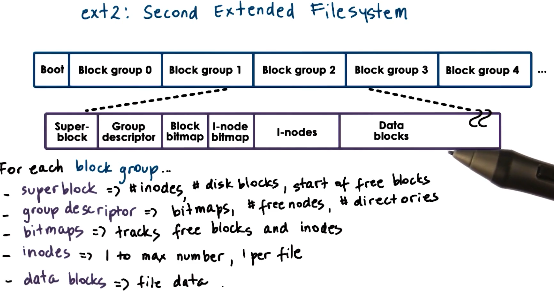 ext2: Second Extended Filesystem
Boot Block group 0 Block group 1 Block group 2 Block group 3 Block group 4 ...
Super-block Group descriptor Block bitmap I-node bitmap I-nodes Data blocks
For each block group...
- superblock => #inodes, # disk blocks, start of free blocks
- group descriptor => bitmaps, # free nodes, # directories
- bitmaps => tracks free blocks and inodes
- inodes => 1 to max number, 1 per file
- data blocks => file data